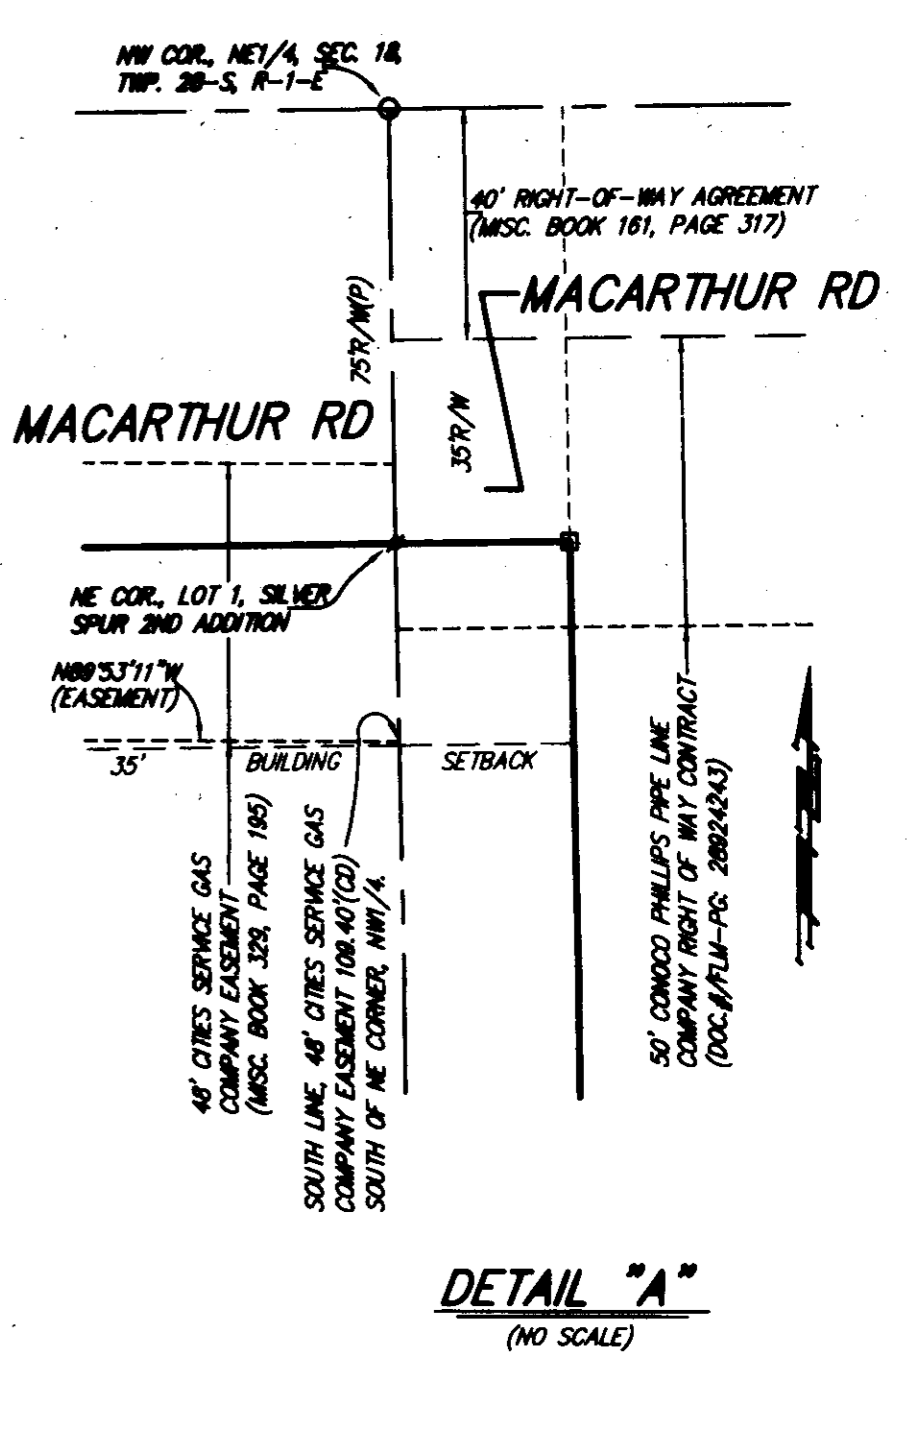 NW COR., NE1/4, SEC. 18,
TWP. 28-S, R-1-E
40' RIGHT-OF-WAY AGREEMENT
(MISC. BOOK 161, PAGE 317)
MACARTHUR RD
75'R/W(P)
35'R/W
MACARTHUR RD
NE COR., LOT 1, SILVER
SPUR 2ND ADDITION
N89°53'11"W
(EASEMENT)
35' BUILDING SETBACK
48' CITIES SERVICE GAS
COMPANY EASEMENT
(MISC. BOOK 329, PAGE 195)
SOUTH LINE, 48' CITIES SERVICE GAS
COMPANY EASEMENT 109.40'(CD)
SOUTH OF NE CORNER, NW1/4.
50' CONOCO PHILLIPS PIPE LINE
COMPANY RIGHT OF WAY CONTRACT
(DOC.#/FLM-PG: 28924243)
DETAIL "A"
(NO SCALE)